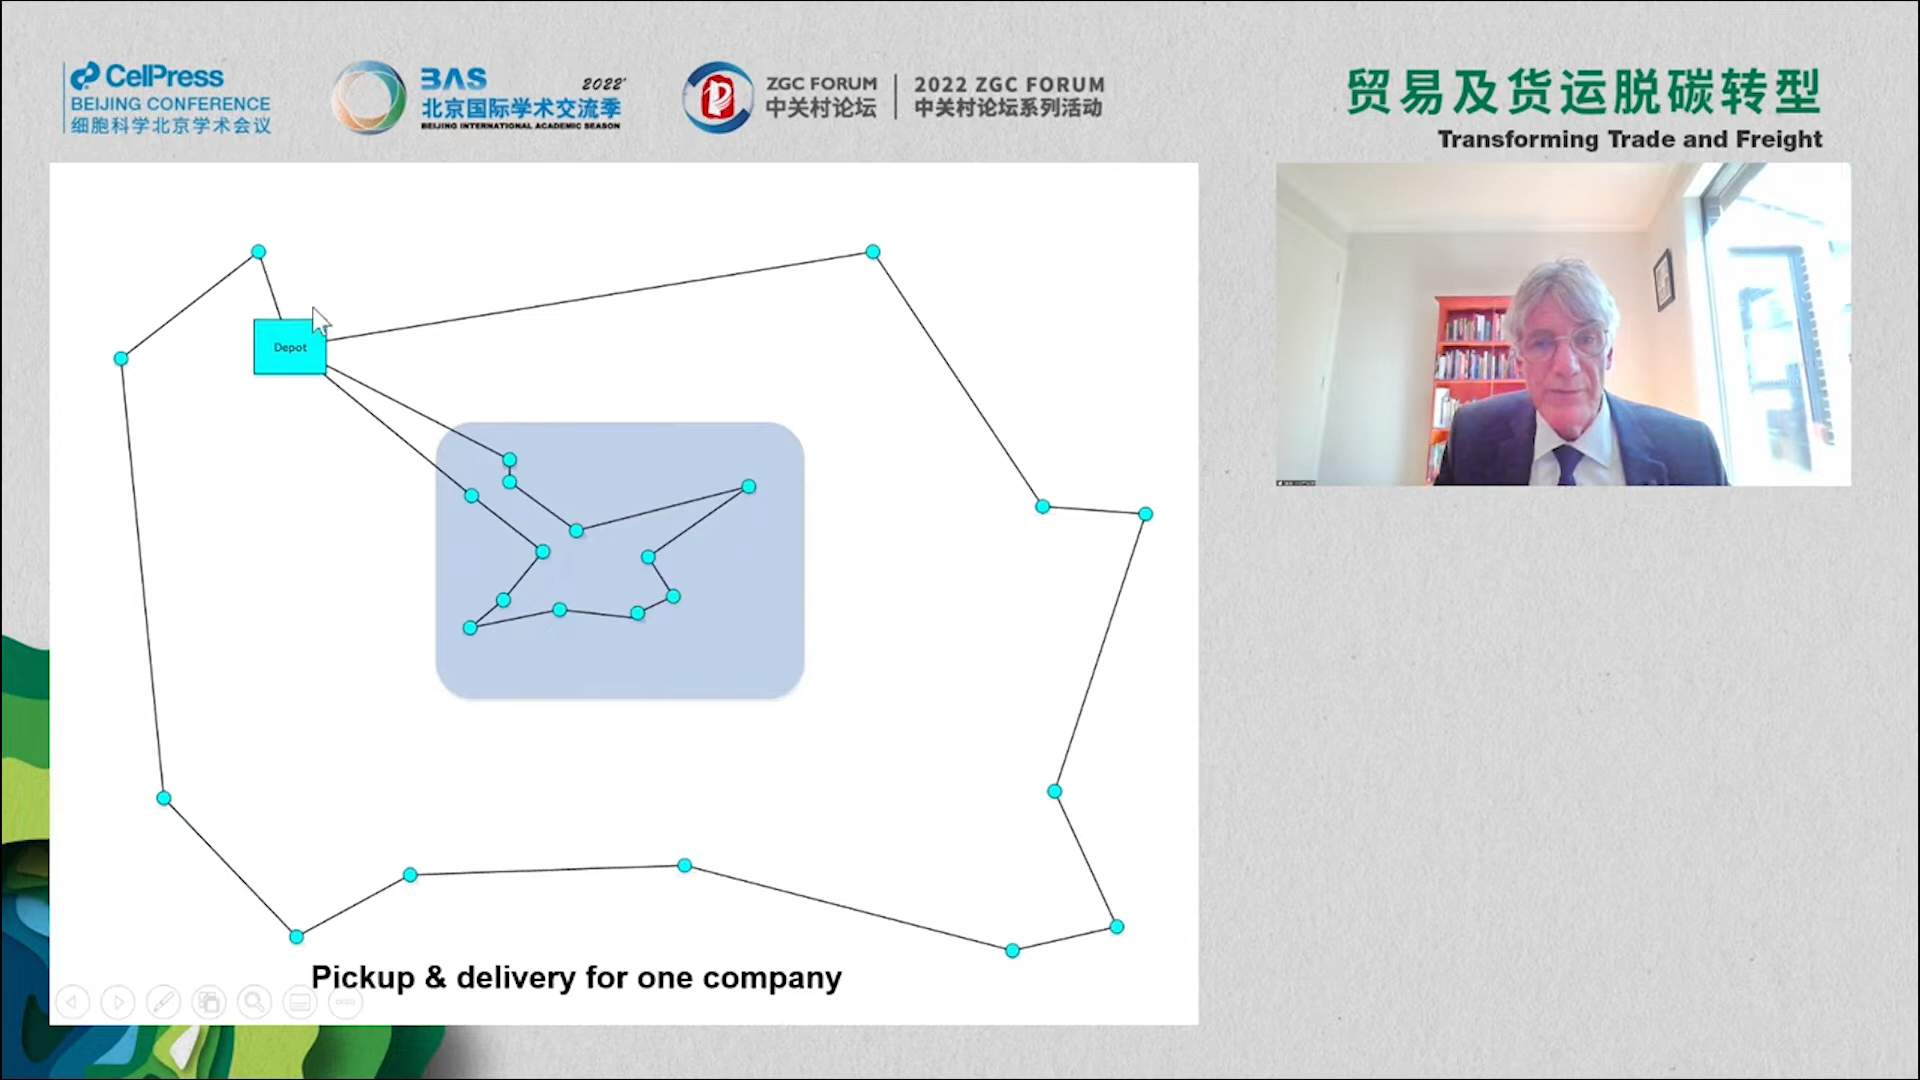 CellPress
BEIJING CONFERENCE
细胞科学北京学术会议
BAS 2022
北京国际学术交流季
BEIJING INTERNATIONAL ACADEMIC SEASON
ZGC FORUM
中关村论坛
2022 ZGC FORUM
中关村论坛系列活动
贸易及货运脱碳转型
Transforming Trade and Freight
Depot
Pickup & delivery for one company